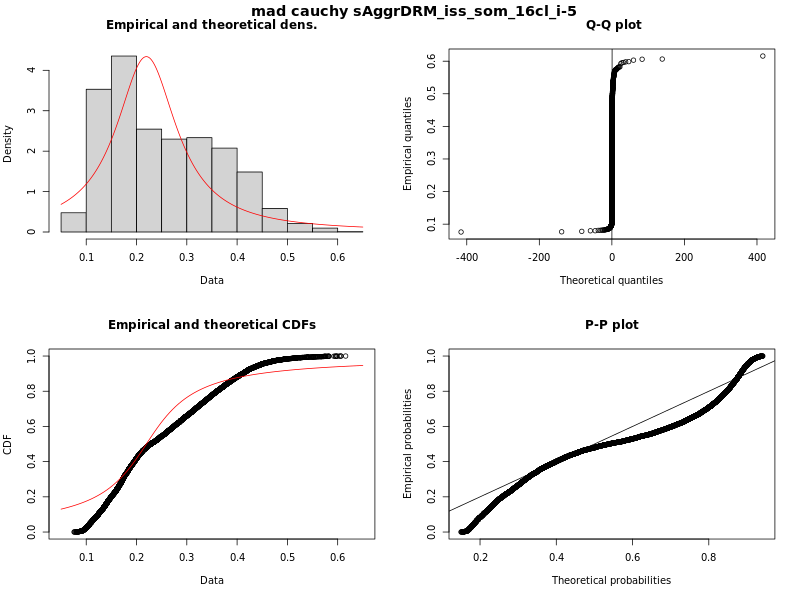 mad cauchy sAggrDRM_iss_som_16cl_i-5
Empirical and theoretical dens.
Density
0 1 2 3 4
0.1 0.2 0.3 0.4 0.5 0.6
Data
Q-Q plot
Empirical quantiles
0.1 0.2 0.3 0.4 0.5 0.6
-400 -200 0 200 400
Theoretical quantiles
Empirical and theoretical CDFs
CDF
0.0 0.2 0.4 0.6 0.8 1.0
0.1 0.2 0.3 0.4 0.5 0.6
Data
P-P plot
Empirical probabilities
0.0 0.2 0.4 0.6 0.8 1.0
0.2 0.4 0.6 0.8
Theoretical probabilities